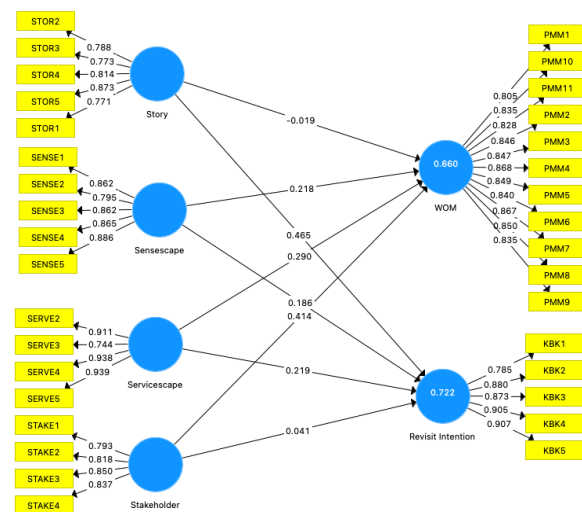 STOR2
STOR3
STOR4
STOR5
STOR1
0.788
0.773
0.814
0.873
0.771
Story
SENSE1
SENSE2
SENSE3
SENSE4
SENSE5
0.862
0.795
0.862
0.865
0.886
Sensescape
SERVE2
SERVE3
SERVE4
SERVE5
0.911
0.744
0.938
0.939
Servicescape
STAKE1
STAKE2
STAKE3
STAKE4
0.793
0.818
0.850
0.837
Stakeholder
-0.019
0.218
0.465
0.290
0.186
0.414
0.219
0.041
0.660
WOM
0.805
0.835
0.828
0.846
0.847
0.868
0.849
0.840
0.867
0.850
0.835
PMM1
PMM10
PMM11
PMM2
PMM3
PMM4
PMM5
PMM6
PMM7
PMM8
PMM9
0.722
Revisit Intention
0.785
0.880
0.873
0.905
0.907
KBK1
KBK2
KBK3
KBK4
KBK5